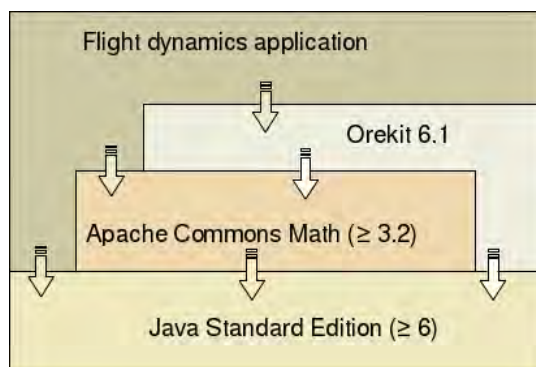 Flight dynamics application
Orekit 6.1
Apache Commons Math (≥ 3.2)
Java Standard Edition (≥ 6)